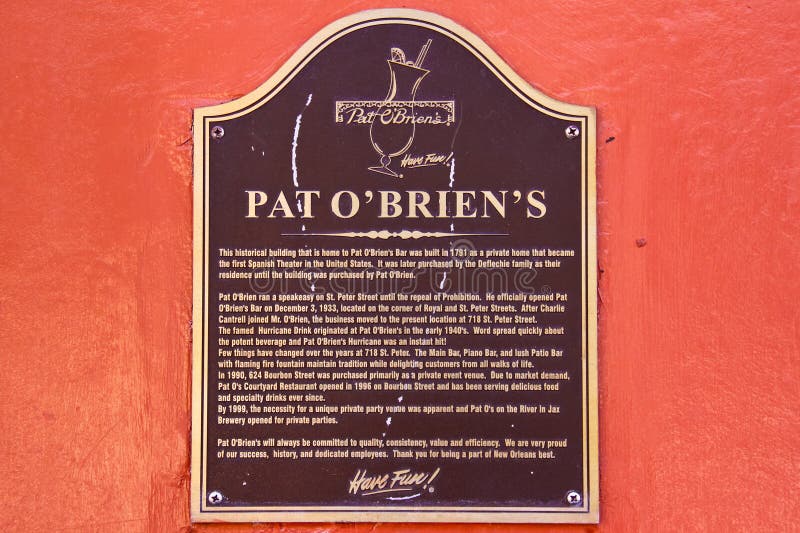 Pat O'Brien's
Have Fun!
PAT O'BRIEN'S
This historical building that is home to Pat O'Brien's Bar was built in 1791 as a private home that became
the first Spanish Theater in the United States. It was later purchased by the Deflechie family as their
residence until the building was purchased by Pat O'Brien.
Pat O'Brien ran a speakeasy on St. Peter Street until the repeal of Prohibition. He officially opened Pat
O'Brien's Bar on December 3, 1933, located on the corner of Royal and St. Peter Streets. After Charlie
Cantrell joined Mr. O'Brien, the business moved to the present location at 718 St. Peter Street.
The famed Hurricane Drink originated at Pat O'Brien's in the early 1940's. Word spread quickly about
the potent beverage and Pat O'Brien's Hurricane was an instant hit!
Few things have changed over the years at 718 St. Peter. The Main Bar, Piano Bar, and lush Patio Bar
with flaming fire fountain maintain tradition while delighting customers from all walks of life.
In 1990, 624 Bourbon Street was purchased primarily as a private event venue. Due to market demand,
Pat O's Courtyard Restaurant opened in 1996 on Bourbon Street and has been serving delicious food
and specialty drinks ever since.
By 1999, the necessity for a unique private party venue was apparent and Pat O's on the River in Jax
Brewery opened for private parties.
Pat O'Brien's will always be committed to quality, consistency, value and efficiency. We are very proud
of our success, history, and dedicated employees. Thank you for being a part of New Orleans best.
Have Fun!